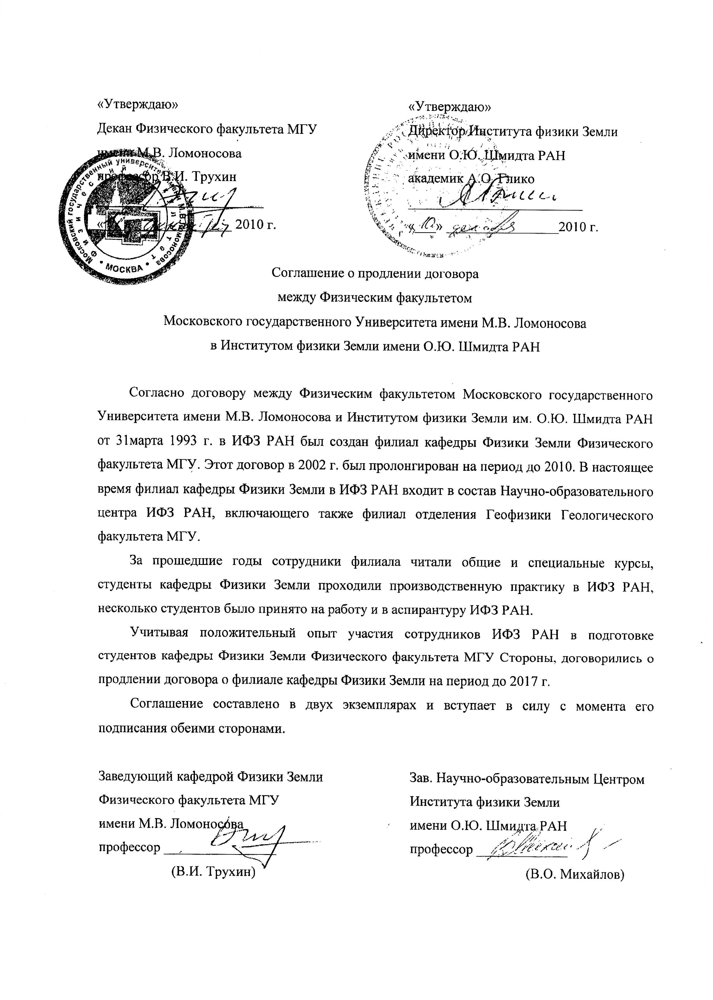 «Утверждаю»
Декан Физического факультета МГУ
имени М.В. Ломоносова
профессор В.И. Трухин
2010 г.
Московский государственный университет имени М.В. Ломоносова
Физический факультет
• МОСКВА •
«Утверждаю»
Директор Института физики Земли
имени О.Ю. Шмидта РАН
академик А.О. Глико
«10» декабря 2010 г.
Соглашение о продлении договора
между Физическим факультетом
Московского государственного Университета имени М.В. Ломоносова
в Институтом физики Земли имени О.Ю. Шмидта РАН
Согласно договору между Физическим факультетом Московского государственного
Университета имени М.В. Ломоносова и Институтом физики Земли им. О.Ю. Шмидта РАН
от 31марта 1993 г. в ИФЗ РАН был создан филиал кафедры Физики Земли Физического
факультета МГУ. Этот договор в 2002 г. был пролонгирован на период до 2010. В настоящее
время филиал кафедры Физики Земли в ИФЗ РАН входит в состав Научно-образовательного
центра ИФЗ РАН, включающего также филиал отделения Геофизики Геологического
факультета МГУ.
За прошедшие годы сотрудники филиала читали общие и специальные курсы,
студенты кафедры Физики Земли проходили производственную практику в ИФЗ РАН,
несколько студентов было принято на работу и в аспирантуру ИФЗ РАН.
Учитывая положительный опыт участия сотрудников ИФЗ РАН в подготовке
студентов кафедры Физики Земли Физического факультета МГУ Стороны, договорились о
продлении договора о филиале кафедры Физики Земли на период до 2017 г.
Соглашение составлено в двух экземплярах и вступает в силу с момента его
подписания обеими сторонами.
Заведующий кафедрой Физики Земли
Физического факультета МГУ
имени М.В. Ломоносова
профессор
(В.И. Трухин)
Зав. Научно-образовательным Центром
Института физики Земли
имени О.Ю. Шмидта РАН
профессор
(В.О. Михайлов)